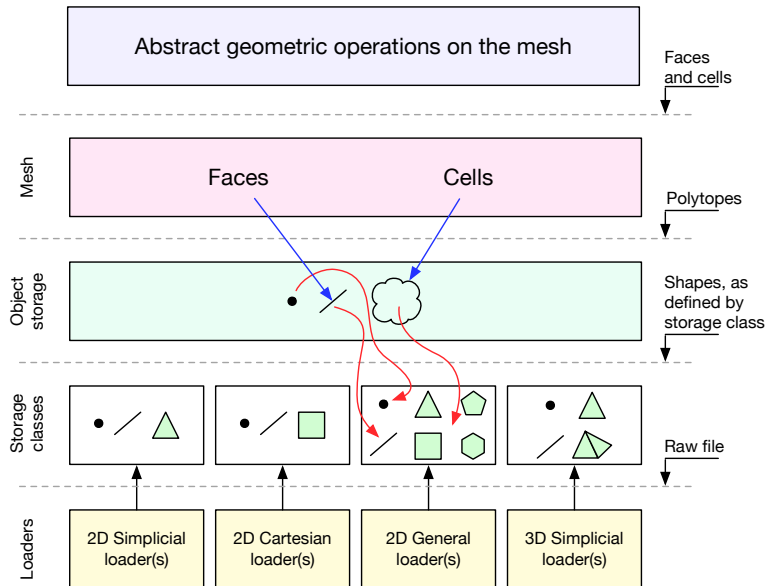 Abstract geometric operations on the mesh
Faces
and cells
Mesh
Faces
Cells
Polytopes
Object
storage
Shapes, as
defined by
storage class
Storage
classes
Raw file
Loaders
2D Simplicial
loader(s)
2D Cartesian
loader(s)
2D General
loader(s)
3D Simplicial
loader(s)